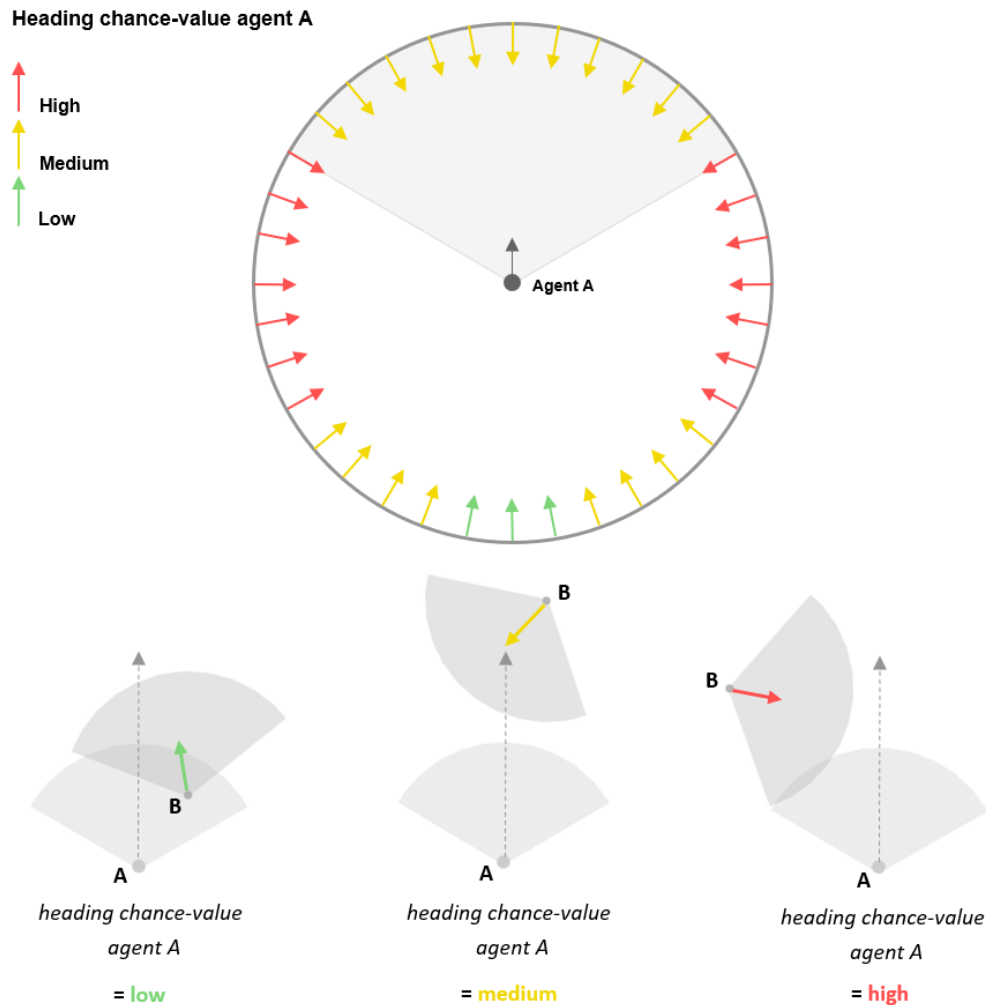 Heading chance-value agent A
High
Medium
Low
Agent A
B
A
heading chance-value
agent A
= low
B
A
heading chance-value
agent A
= medium
B
A
heading chance-value
agent A
= high